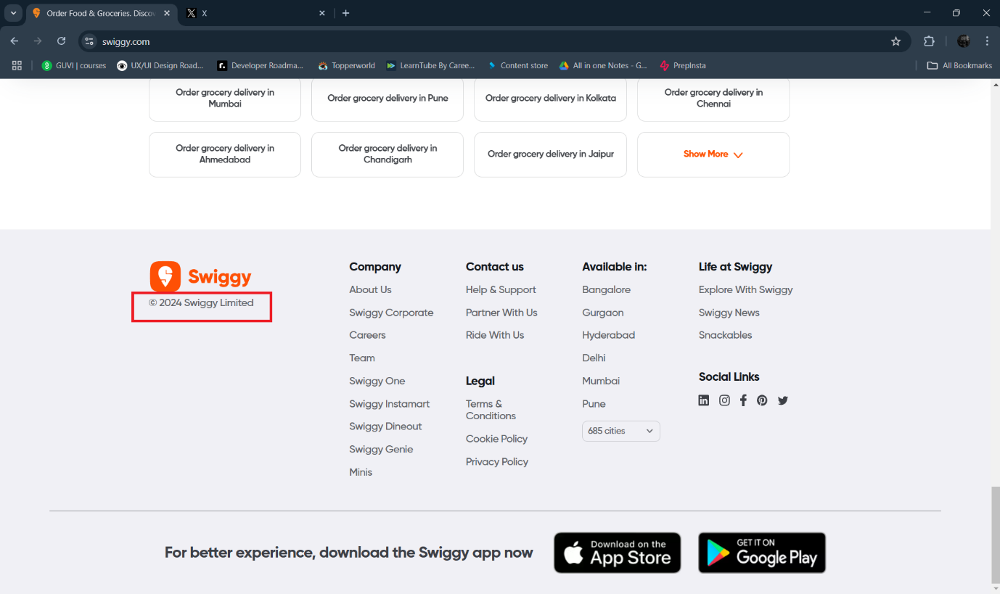 Order Food & Groceries. Discov
X
swiggy.com
GUVI | courses
UX/UI Design Road...
Developer Roadma...
Topperworld
LearnTube By Caree...
Content store
All in one Notes - G...
PrepInsta
All Bookmarks
Order grocery delivery in
Mumbai
Order grocery delivery in Pune
Order grocery delivery in Kolkata
Order grocery delivery in
Chennai
Order grocery delivery in
Ahmedabad
Order grocery delivery in
Chandigarh
Order grocery delivery in Jaipur
Show More
Swiggy
© 2024 Swiggy Limited
Company
About Us
Swiggy Corporate
Careers
Team
Swiggy One
Swiggy Instamart
Swiggy Dineout
Swiggy Genie
Minis
Contact us
Help & Support
Partner With Us
Ride With Us
Legal
Terms &
Conditions
Cookie Policy
Privacy Policy
Available in:
Bangalore
Gurgaon
Hyderabad
Delhi
Mumbai
Pune
685 cities
Life at Swiggy
Explore With Swiggy
Swiggy News
Snackables
Social Links
For better experience, download the Swiggy app now
Download on the
App Store
GET IT ON
Google Play